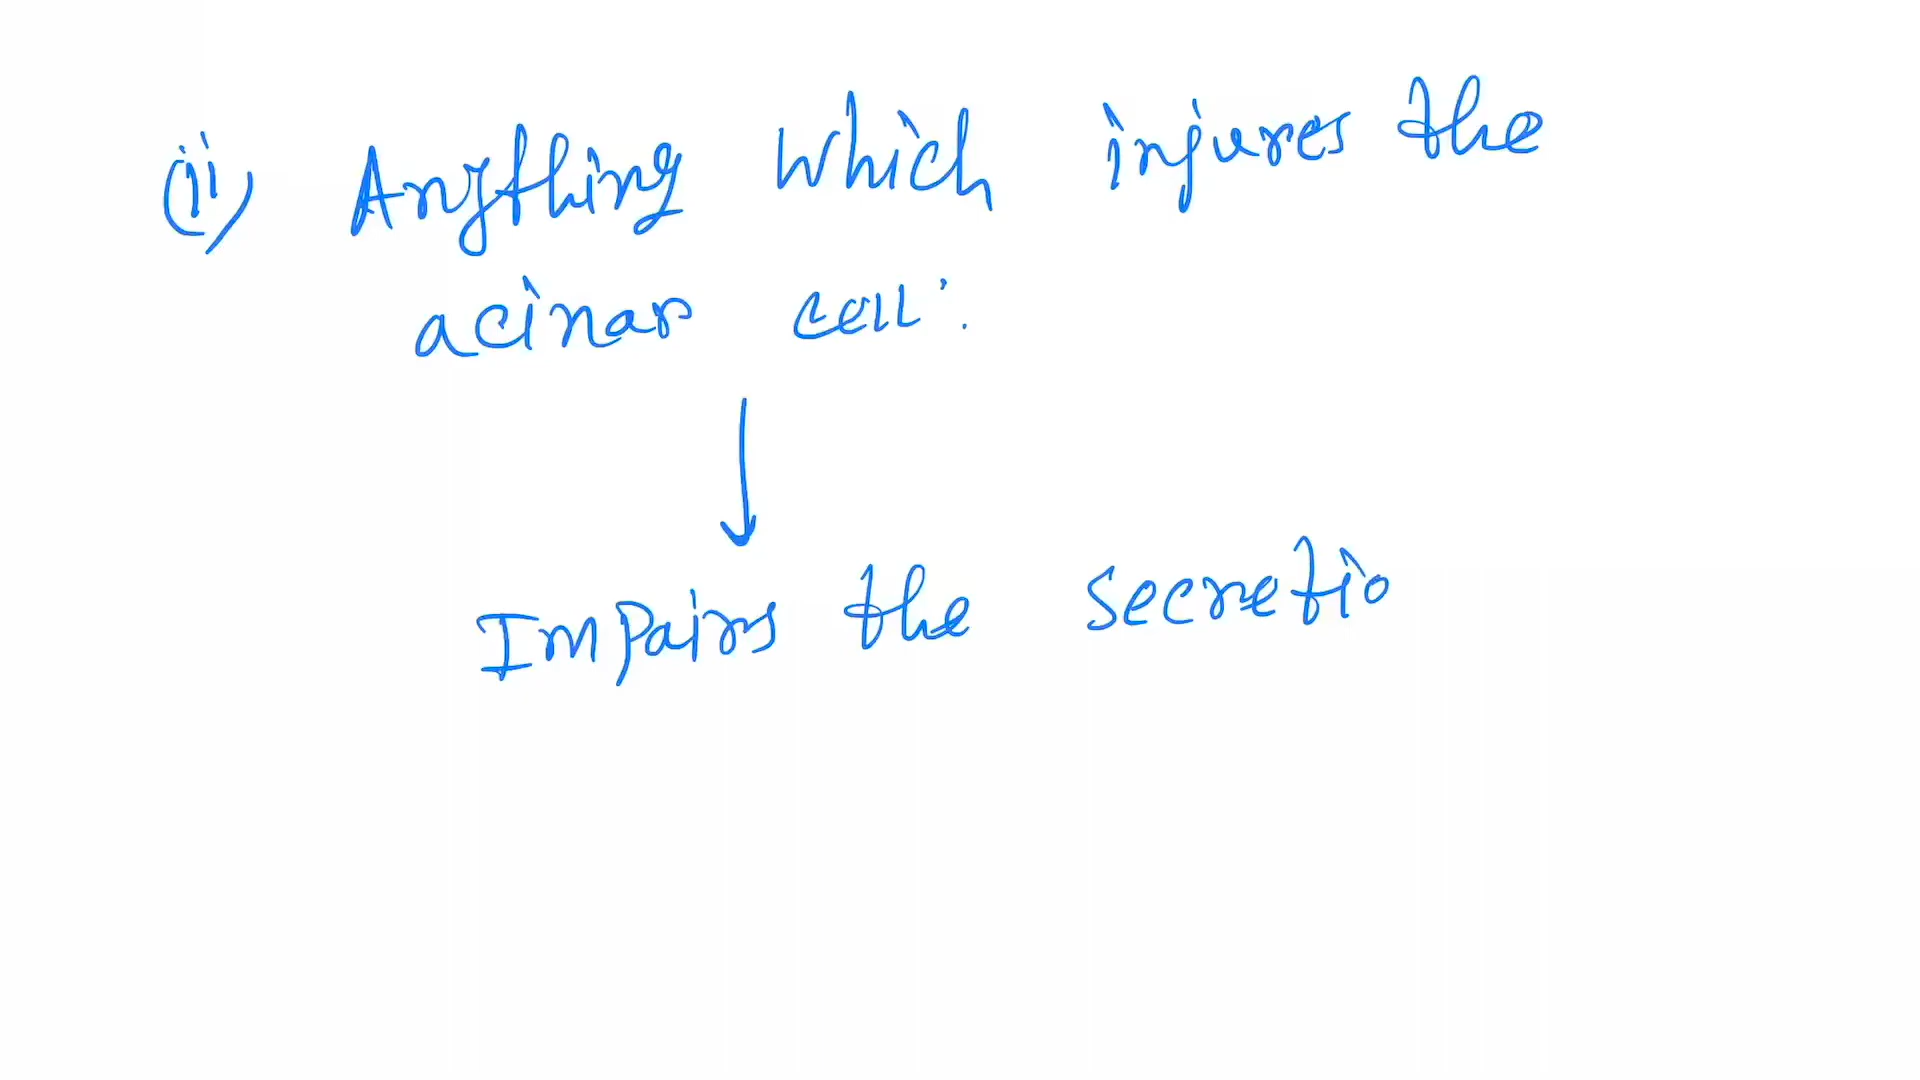 (ii) Anything which injures the
acinar cell:
Impairs the secretio